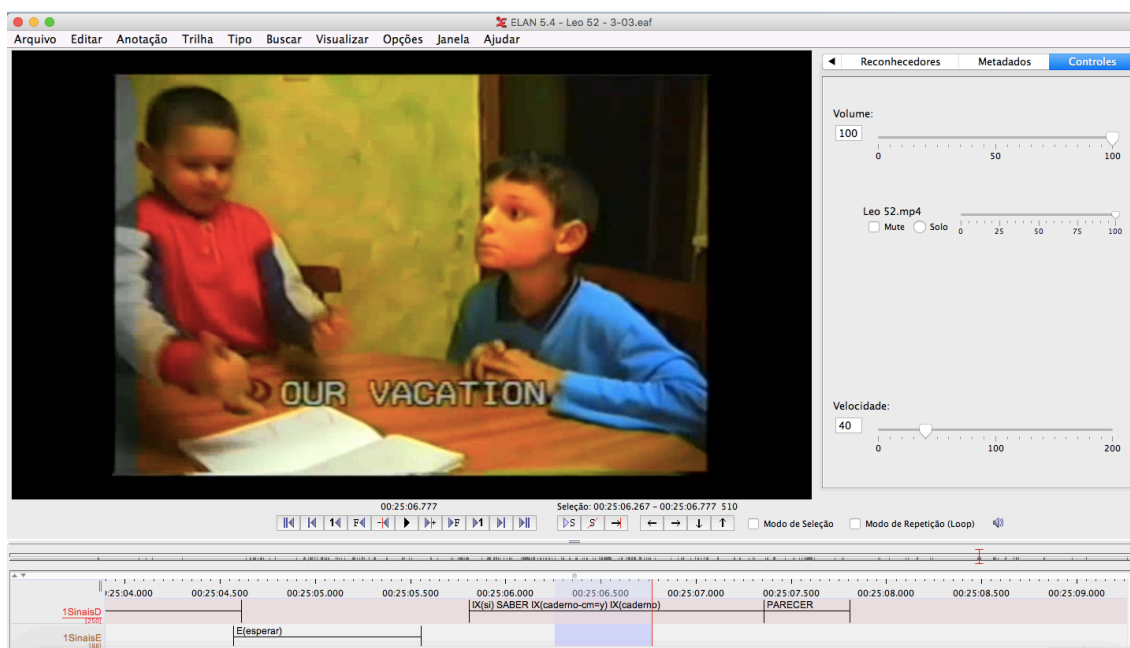 ELAN 5.4 - Leo 52 - 3-03.eaf
Arquivo Editar Anotação Trilha Tipo Buscar Visualizar Opções Janela Ajudar
Reconhecedores Metadados Controles
Volume:
100
0 50 100
Leo 52.mp4
Mute Solo 0 25 50 75 100
OUR VACATION
Velocidade:
40
0 100 200
00:25:06.777 Seleção: 00:25:06.267 - 00:25:06.777 510
1 F + F 1 S S Modo de Seleção Modo de Repetição (Loop)
):25:04.000 00:25:04.500 00:25:05.000 00:25:05.500 00:25:06.000 00:25:06.500 00:25:07.000 00:25:07.500 00:25:08.000 00:25:08.500 00:25:09.000
1SinaisD IX(si) SABER IX(caderno-cm=y) IX(caderno) PARECER
[250]
1SinaisE E(esperar)
[88]